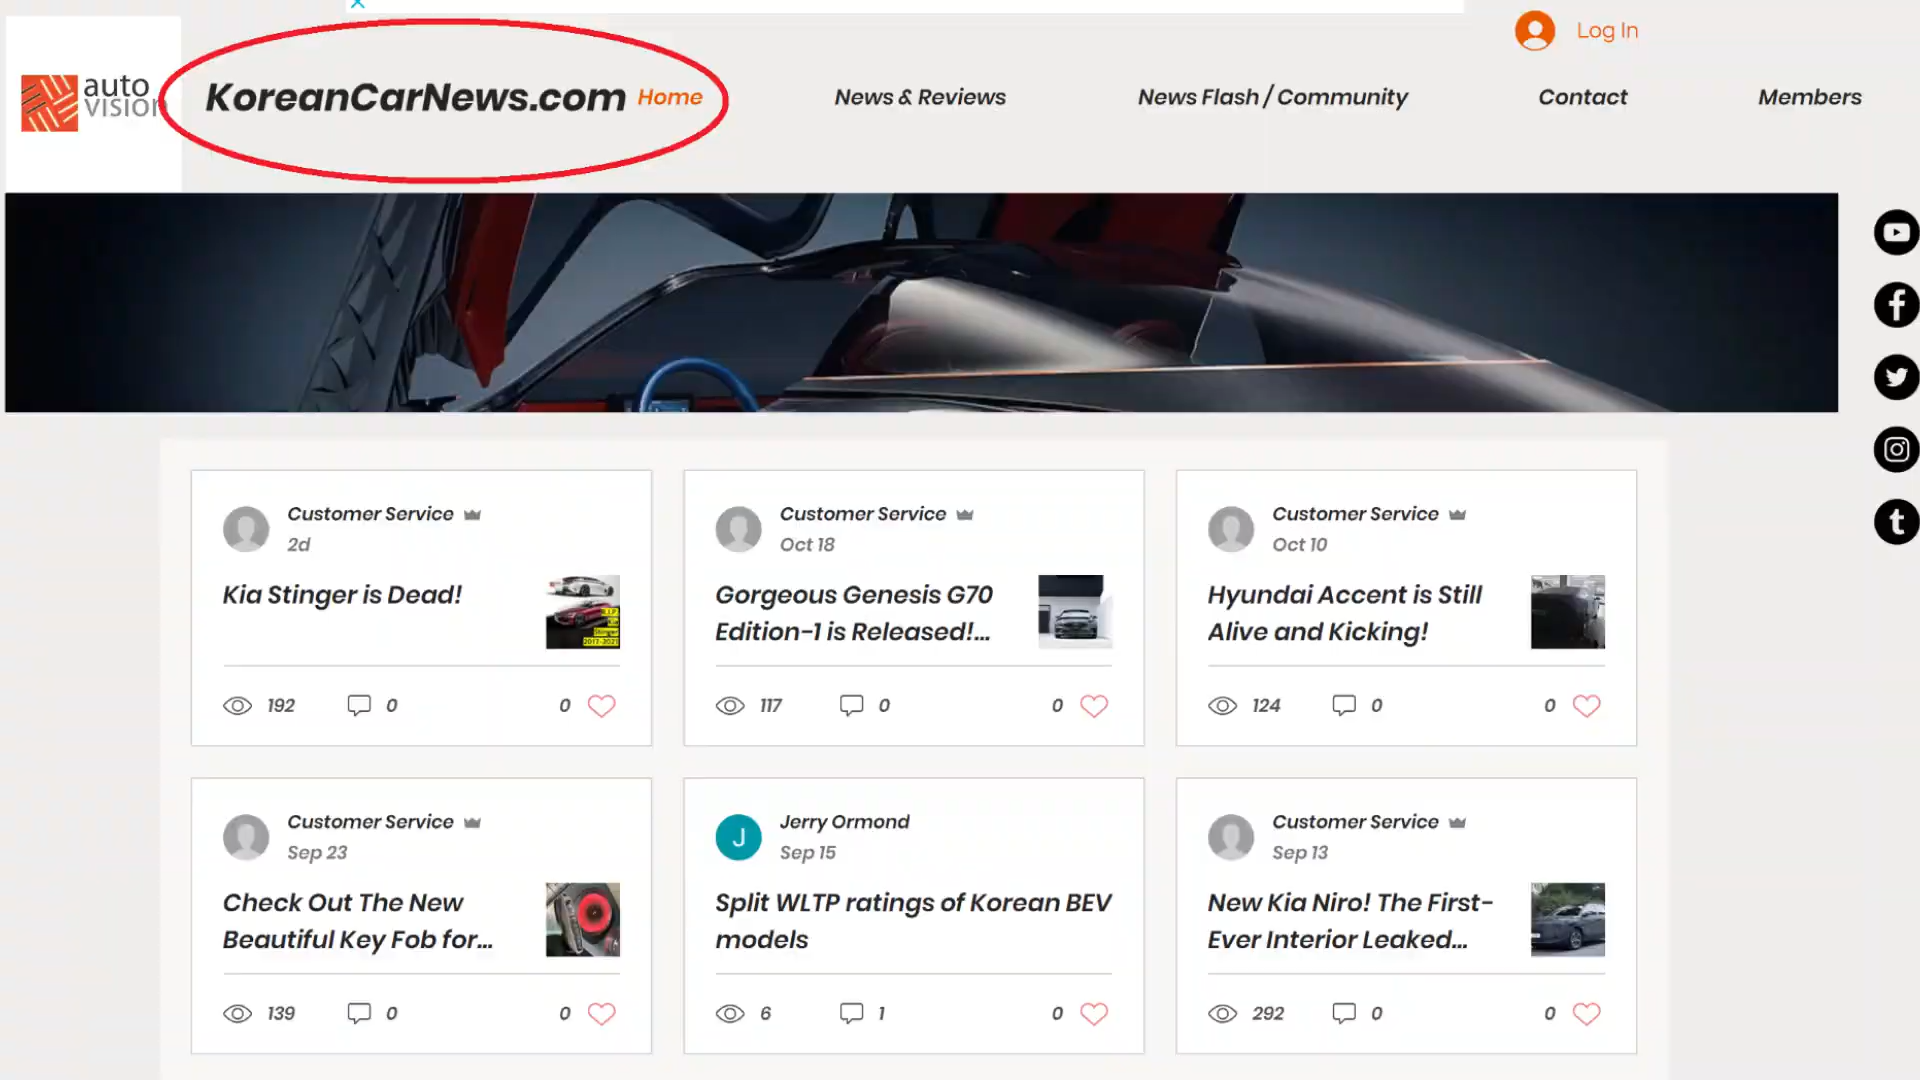 Log In
auto
vision
KoreanCarNews.com
Home
News & Reviews
News Flash / Community
Contact
Members
Customer Service
2d
Kia Stinger is Dead!
R.I.P
Kia
Stinger
2017-2021
192
0
0
Customer Service
Oct 18
Gorgeous Genesis G70
Edition-1 is Released!...
117
0
0
Customer Service
Oct 10
Hyundai Accent is Still
Alive and Kicking!
124
0
0
Customer Service
Sep 23
Check Out The New
Beautiful Key Fob for...
139
0
0
J
Jerry Ormond
Sep 15
Split WLTP ratings of Korean BEV
models
6
1
0
Customer Service
Sep 13
New Kia Niro! The First-
Ever Interior Leaked...
292
0
0